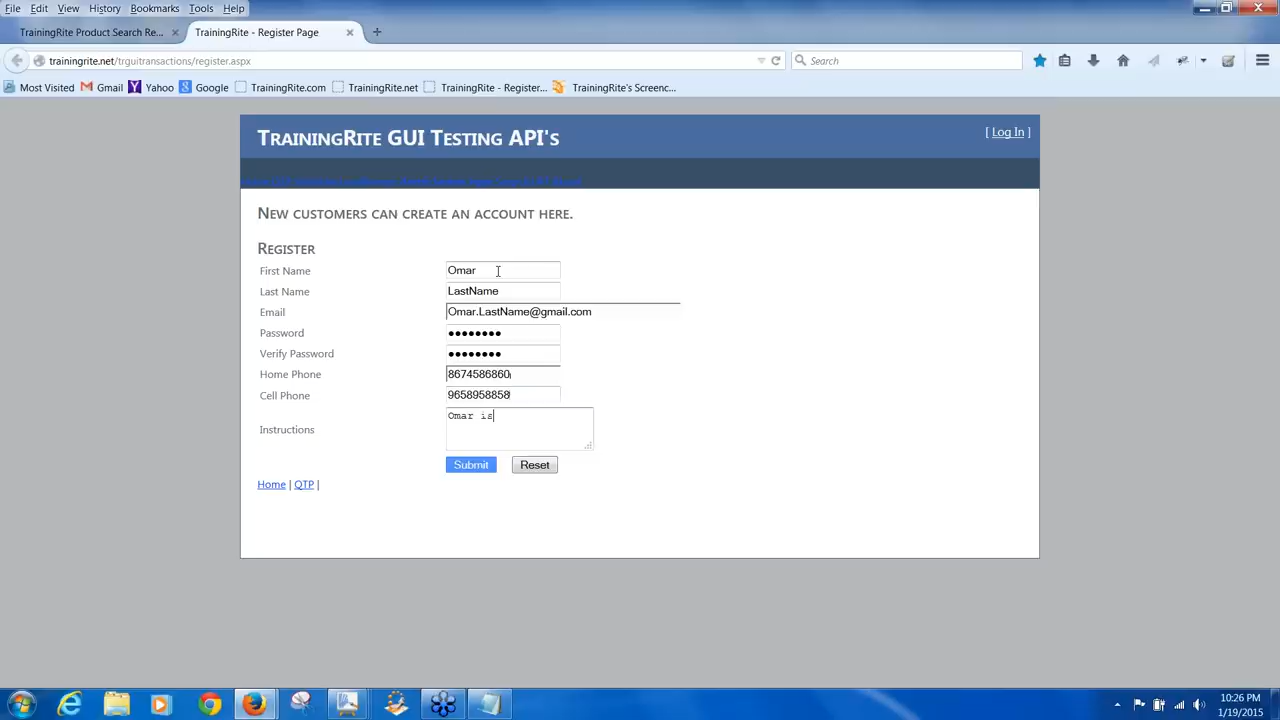 File Edit View History Bookmarks Tools Help
TrainingRite Product Search Re... TrainingRite - Register Page
trainingrite.net/trguitransactions/register.aspx Search
Most Visited Gmail Yahoo Google TrainingRite.com TrainingRite.net TrainingRite - Register... TrainingRite's Screenc...
TrainingRite GUI Testing API's [ Log In ]
New customers can create an account here.
Register
First Name Omar
Last Name LastName
Email Omar.LastName@gmail.com
Password ●●●●●●●●
Verify Password ●●●●●●●●
Home Phone 8674586860
Cell Phone 9658958858
Instructions Omar is
Submit Reset
Home | QTP |
10:26 PM
1/19/2015